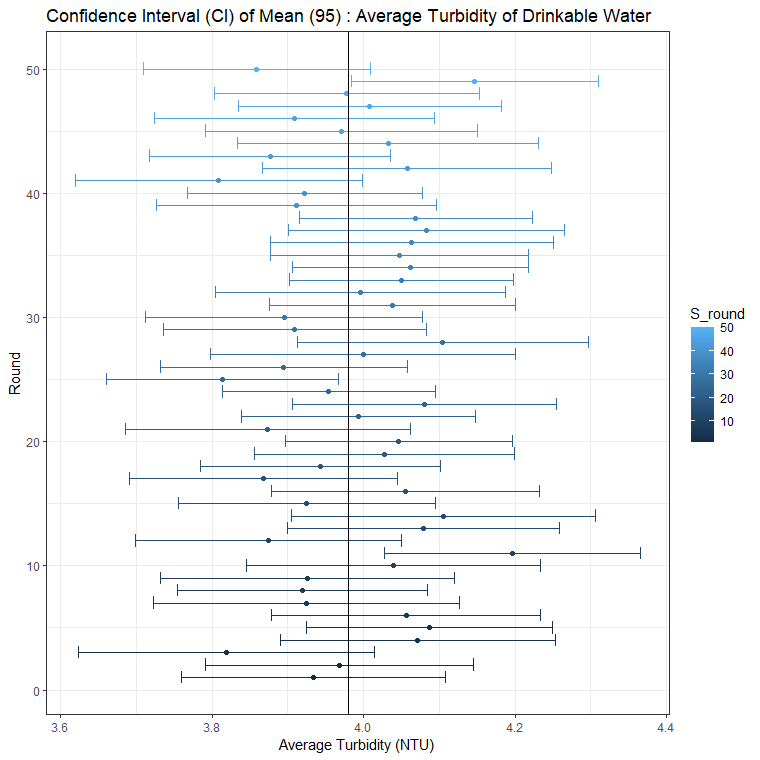 Confidence Interval (CI) of Mean (95) : Average Turbidity of Drinkable Water
50
40
30
20
10
0
Round
3.6 3.8 4.0 4.2 4.4
Average Turbidity (NTU)
S_round
50
40
30
20
10